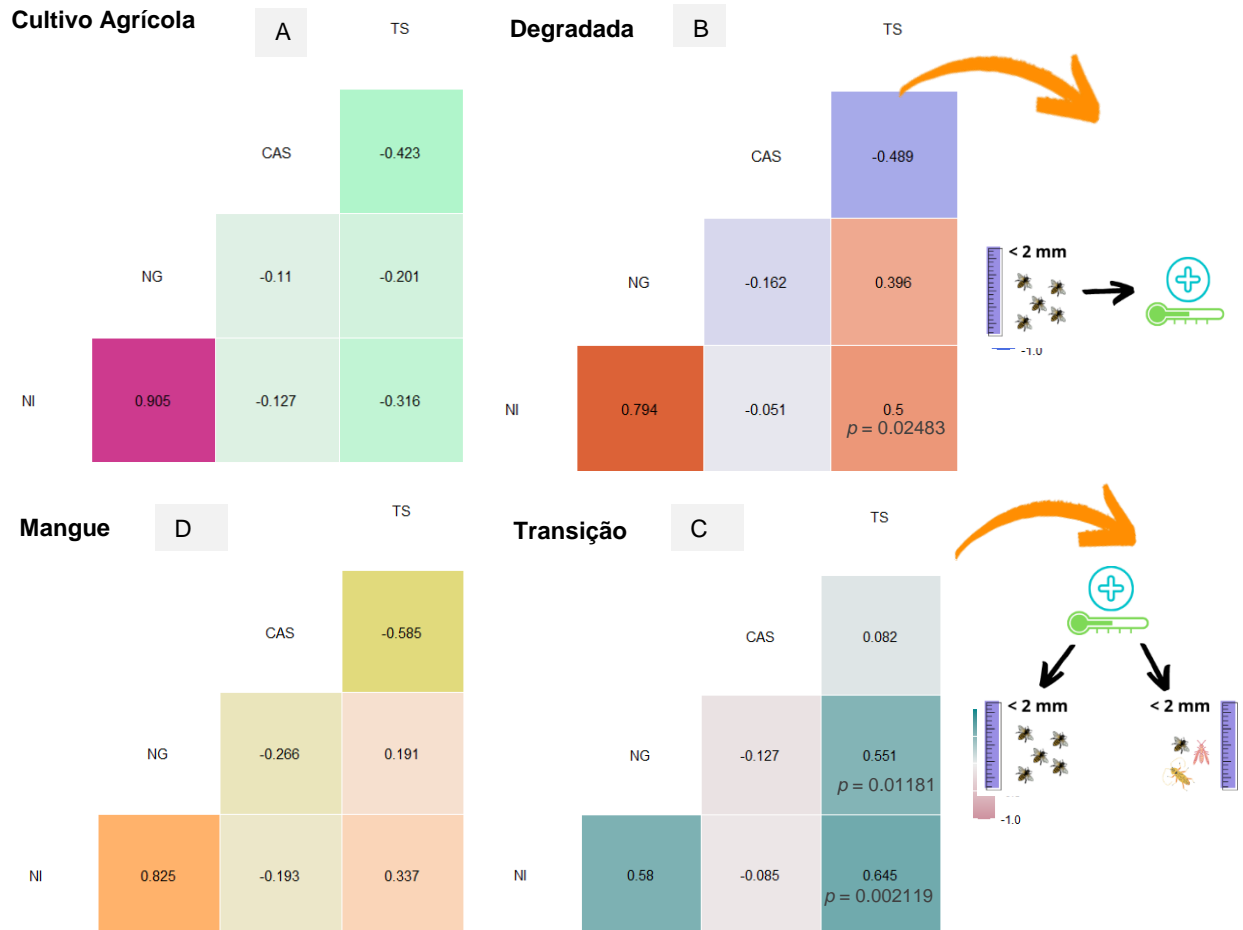 Cultivo Agrícola
A
TS
CAS
-0.423
NG
-0.11
-0.201
NI
0.905
-0.127
-0.316
Degradada
B
TS
CAS
-0.489
NG
-0.162
0.396
NI
0.794
-0.051
0.5
p = 0.02483
< 2 mm
-1.0
Mangue
D
TS
CAS
-0.585
NG
-0.266
0.191
NI
0.825
-0.193
0.337
Transição
C
TS
CAS
0.082
NG
-0.127
0.551
p = 0.01181
NI
0.58
-0.085
0.645
p = 0.002119
< 2 mm
< 2 mm
-1.0